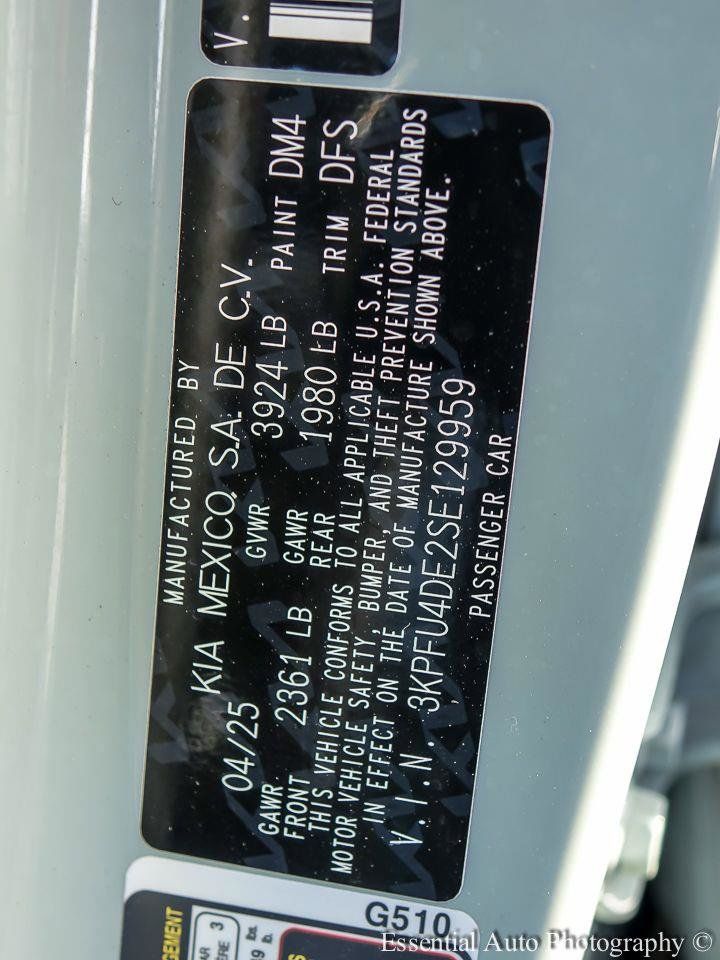 V.
MANUFACTURED BY
KIA MEXICO, S.A. DE C.V.
04/25 GVWR 3924 LB PAINT DM4
GAWR FRONT 2361 LB GAWR REAR 1980 LB TRIM DFS
THIS VEHICLE CONFORMS TO ALL APPLICABLE U.S.A. FEDERAL
MOTOR VEHICLE SAFETY, BUMPER, AND THEFT PREVENTION STANDARDS
IN EFFECT ON THE DATE OF MANUFACTURE SHOWN ABOVE.
V.I.N. 3KPFU4DE2SE129959
PASSENGER CAR
G510
3
Essential Auto Photography ©